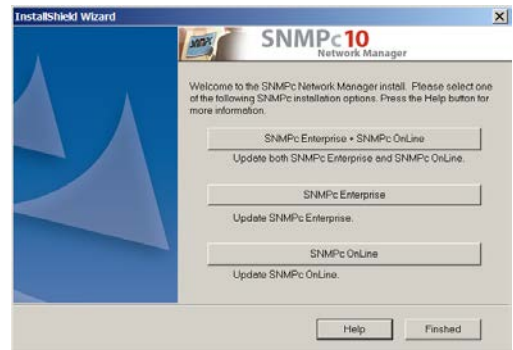 InstallShield Wizard
SNMPc10
Network Manager
Welcome to the SNMPc Network Manager install. Please select one
of the following SNMPc installation options. Press the Help button for
more information.
SNMPc Enterprise + SNMPc OnLine
Update both SNMPc Enterprise and SNMPc OnLine.
SNMPc Enterprise
Update SNMPc Enterprise.
SNMPc OnLine
Update SNMPc OnLine.
Help
Finshed